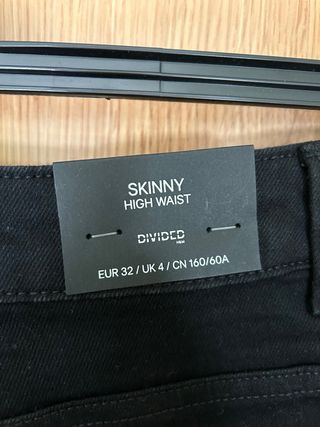 SKINNY
HIGH WAIST
DIVIDED
H&M
EUR 32 / UK 4 / CN 160/60A